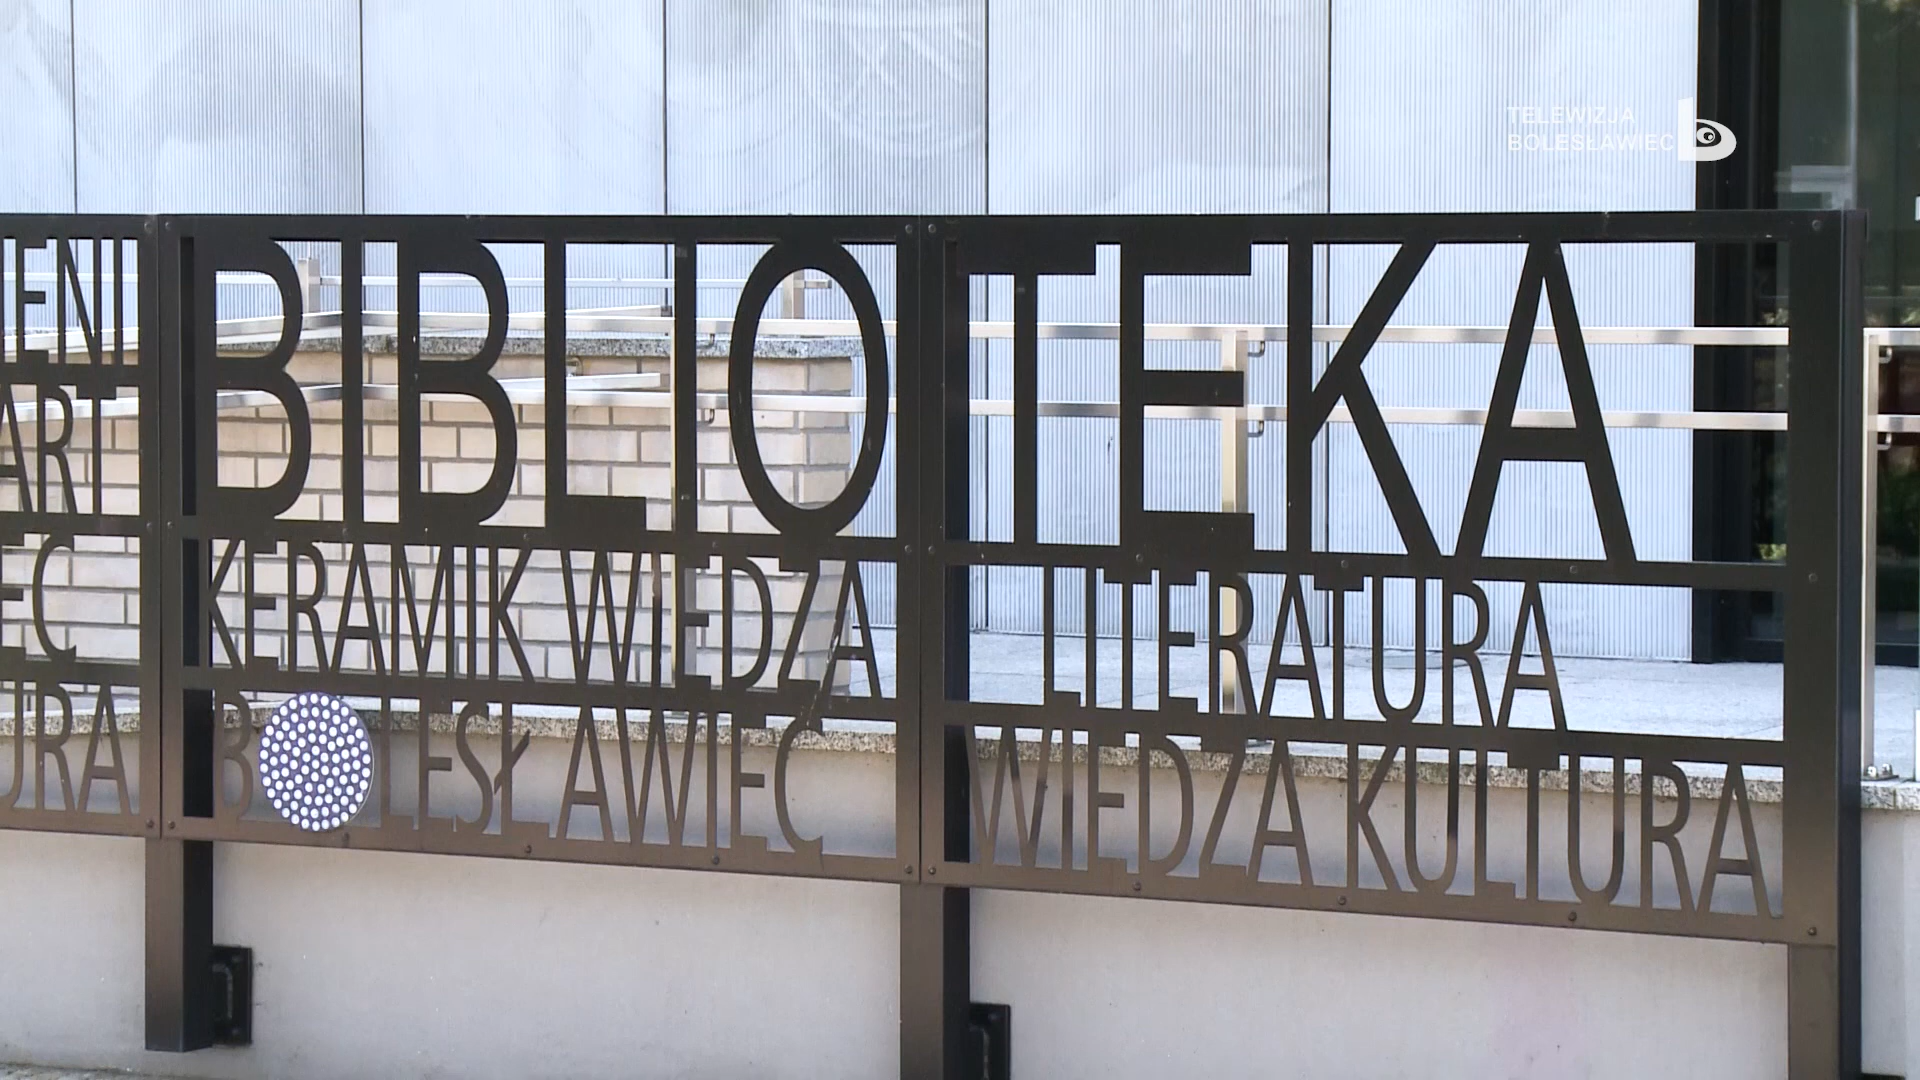 TELEWIZJA
BOLESŁAWIEC
BIBLIOTEKA
KERAMIK WIEDZA LITERATURA
BOLESŁAWIEC WIEDZA KULTURA